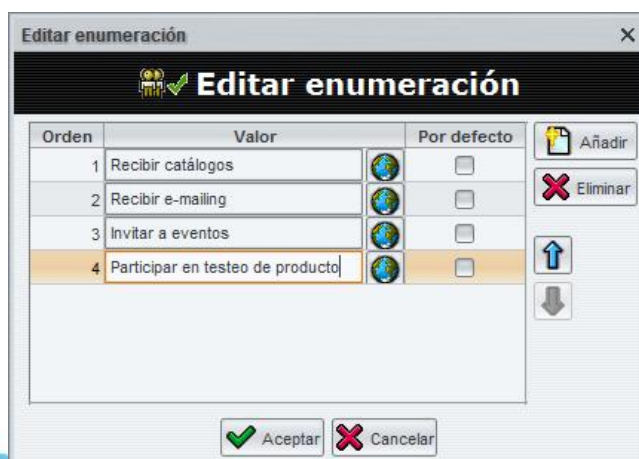 Editar enumeración
Editar enumeración
Orden Valor Por defecto
1 Recibir catálogos
2 Recibir e-mailing
3 Invitar a eventos
4 Participar en testeo de producto
Añadir
Eliminar
Aceptar Cancelar